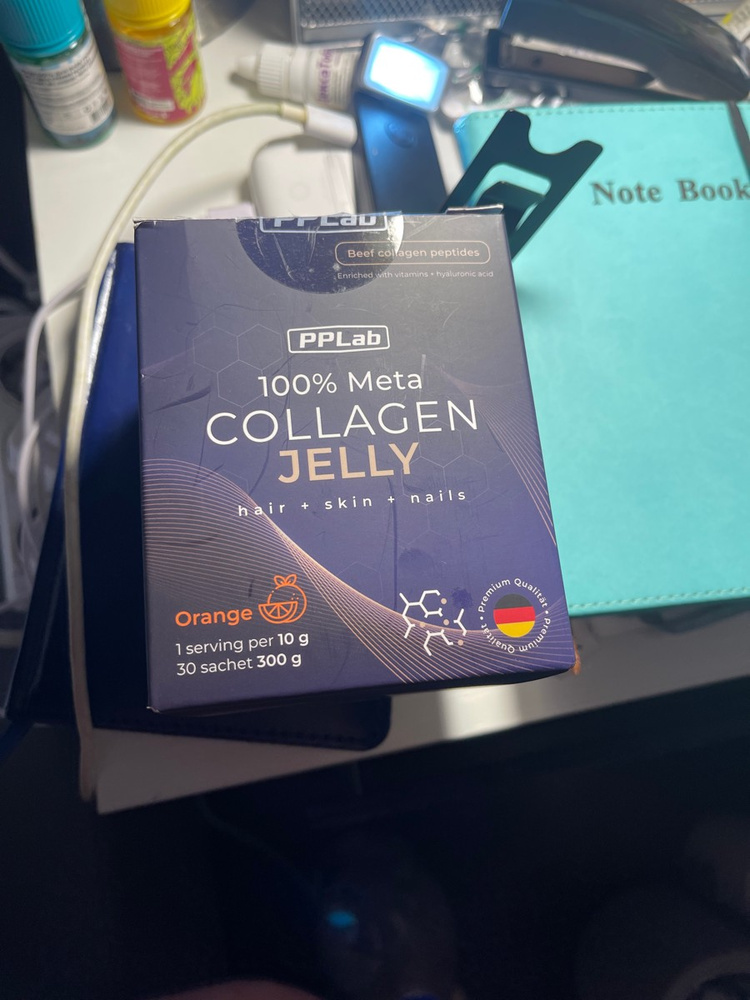 PPLab
Beef collagen peptides
Enriched with vitamins + hyaluronic acid
PPLab
100% Meta
COLLAGEN
JELLY
hair + skin + nails
Orange
1 serving per 10 g
30 sachet 300 g
Premium Qualität • Premium Qualität •
Note Book